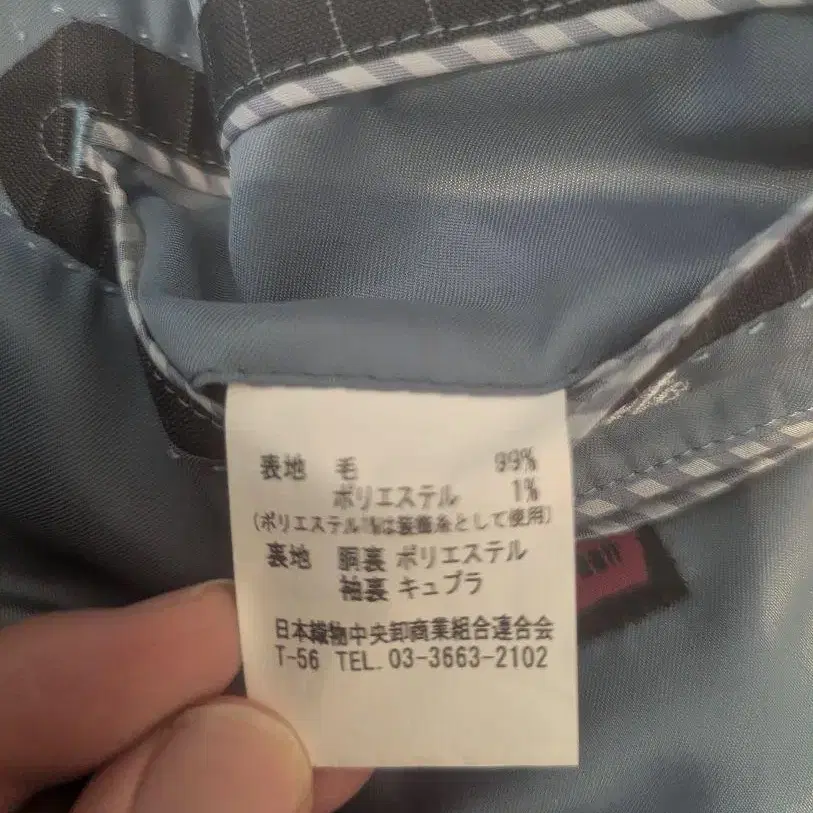 表地 毛 99%
ポリエステル 1%
(ポリエステル1%は装飾糸として使用)
裏地 胴裏 ポリエステル
袖裏 キュプラ
日本織物中央卸商業組合連合会
T-56 TEL. 03-3663-2102